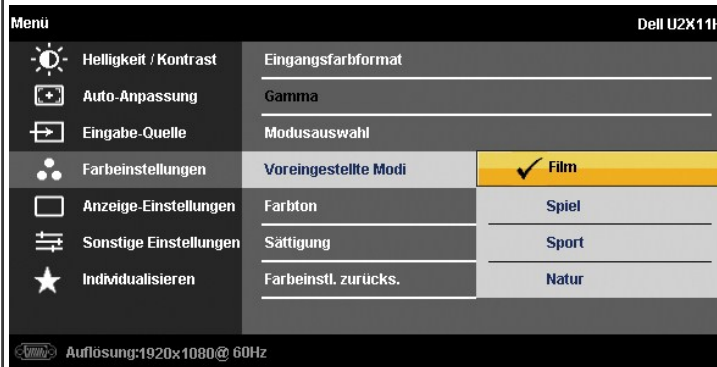 Menü Dell U2X11H
Helligkeit / Kontrast Eingangsfarbformat
Auto-Anpassung Gamma
Eingabe-Quelle Modusauswahl
Farbeinstellungen Voreingestellte Modi Film
Anzeige-Einstellungen Farbton Spiel
Sonstige Einstellungen Sättigung Sport
Individualisieren Farbeinstl. zurücks. Natur
Auflösung:1920x1080@ 60Hz